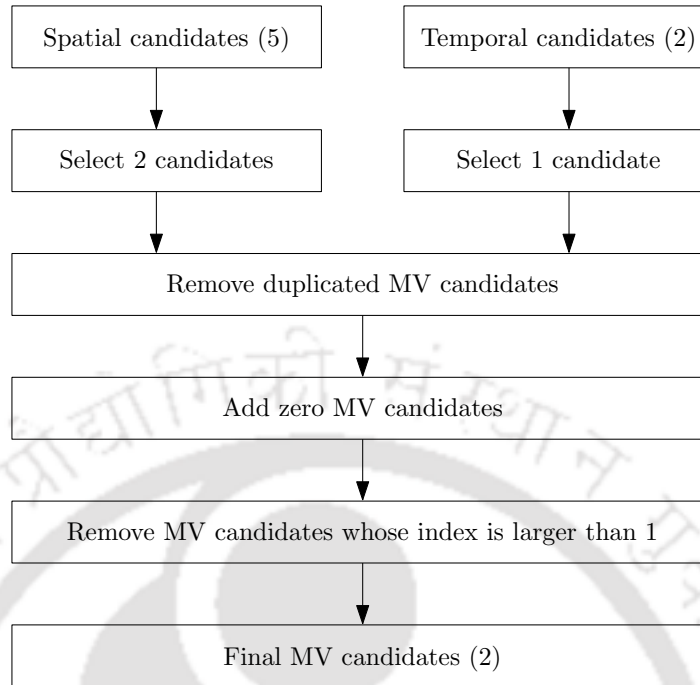 Spatial candidates (5)
Temporal candidates (2)
Select 2 candidates
Select 1 candidate
Remove duplicated MV candidates
Add zero MV candidates
Remove MV candidates whose index is larger than 1
Final MV candidates (2)